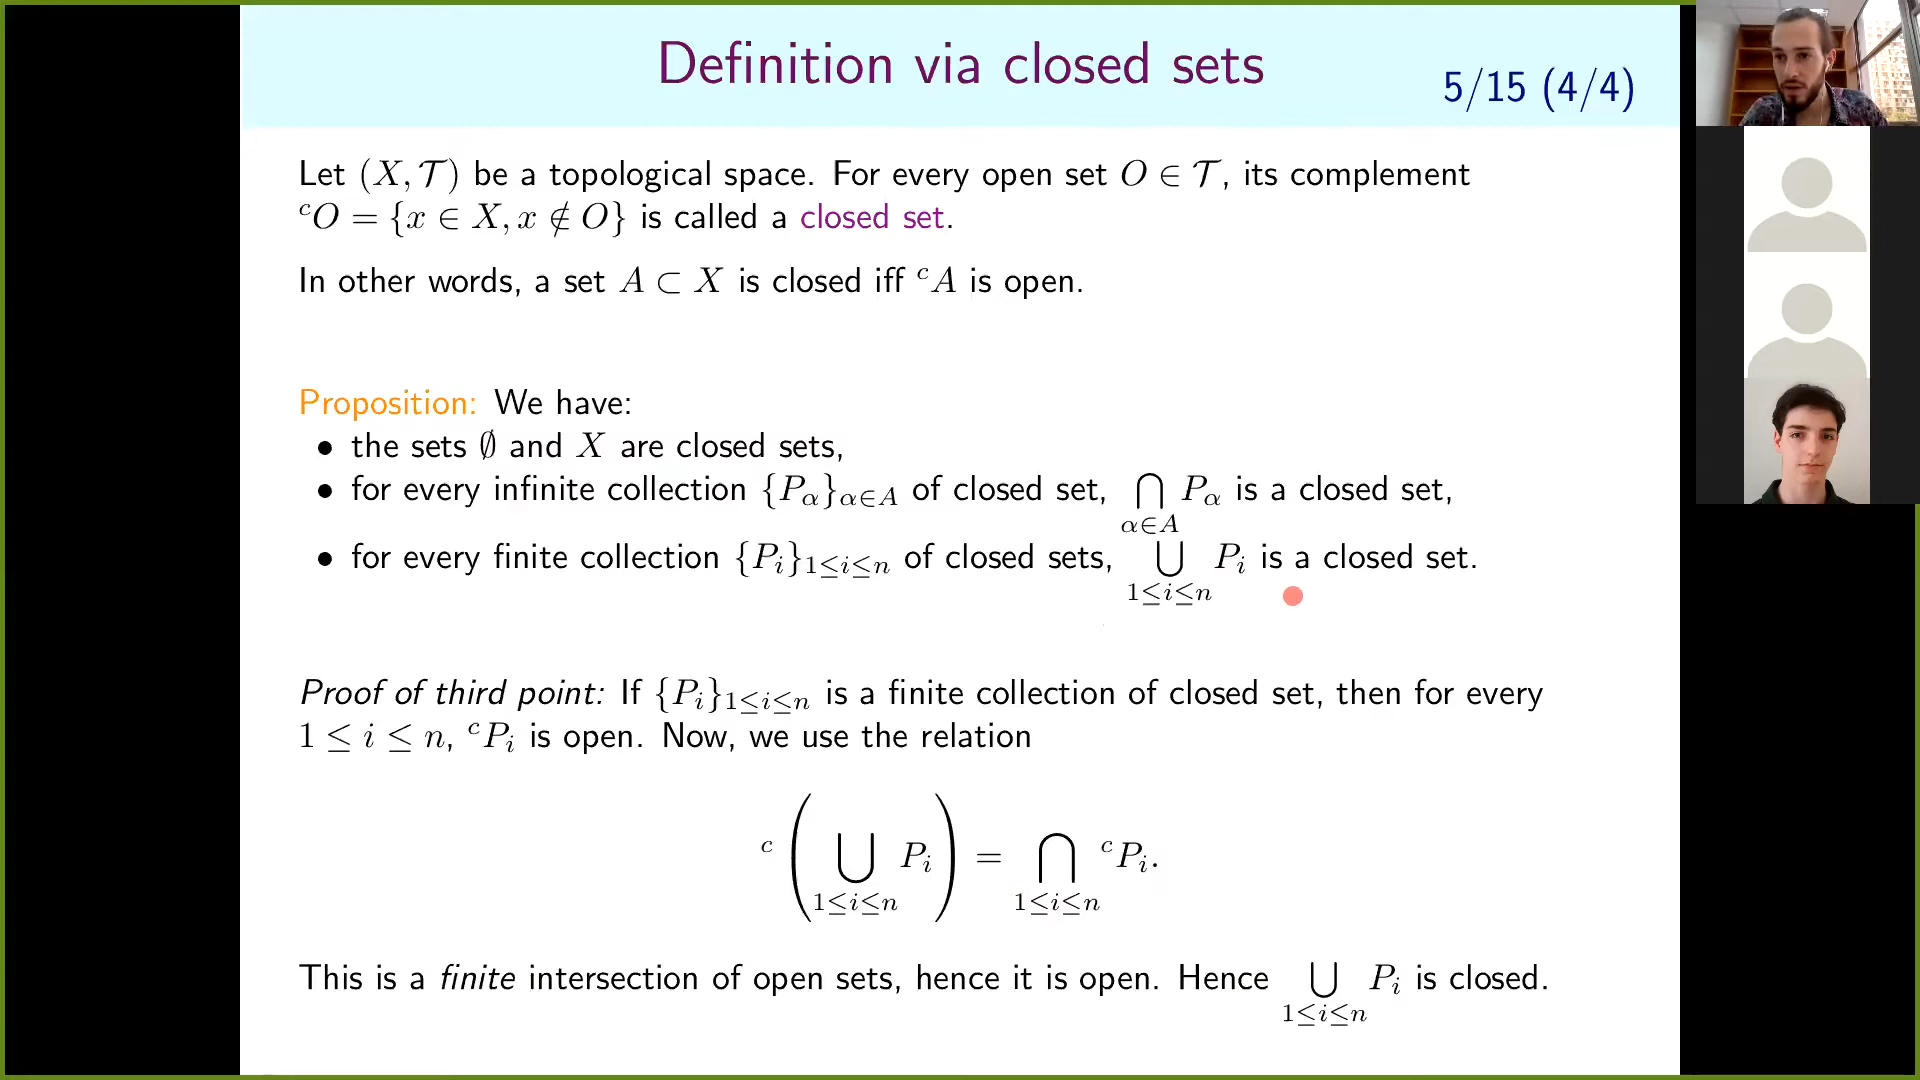 Definition via closed sets
5/15 (4/4)
Let (X, 𝒯) be a topological space. For every open set O ∈ 𝒯, its complement
ᶜO = {x ∈ X, x ∉ O} is called a closed set.
In other words, a set A ⊂ X is closed iff ᶜA is open.
Proposition: We have:
• the sets ∅ and X are closed sets,
• for every infinite collection {P_α}_{α∈A} of closed set, ⋂_{α∈A} P_α is a closed set,
• for every finite collection {P_i}_{1≤i≤n} of closed sets, ⋃_{1≤i≤n} P_i is a closed set.
Proof of third point: If {P_i}_{1≤i≤n} is a finite collection of closed set, then for every
1 ≤ i ≤ n, ᶜP_i is open. Now, we use the relation
ᶜ(⋃_{1≤i≤n} P_i) = ⋂_{1≤i≤n} ᶜP_i.
This is a finite intersection of open sets, hence it is open. Hence ⋃_{1≤i≤n} P_i is closed.